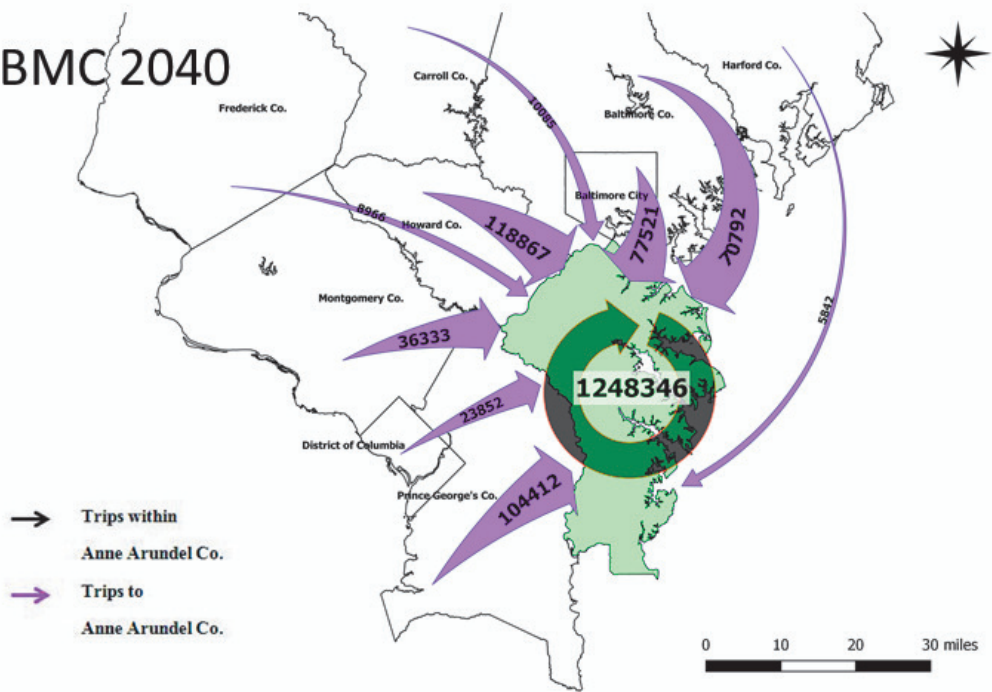 BMC 2040
Frederick Co.
Carroll Co.
Harford Co.
Baltimore Co.
10085
Baltimore City
8966
Howard Co.
118867
77521
70792
Montgomery Co.
36333
5842
1248346
23852
District of Columbia
Prince George's Co.
104412
Trips within
Anne Arundel Co.
Trips to
Anne Arundel Co.
0 10 20 30 miles